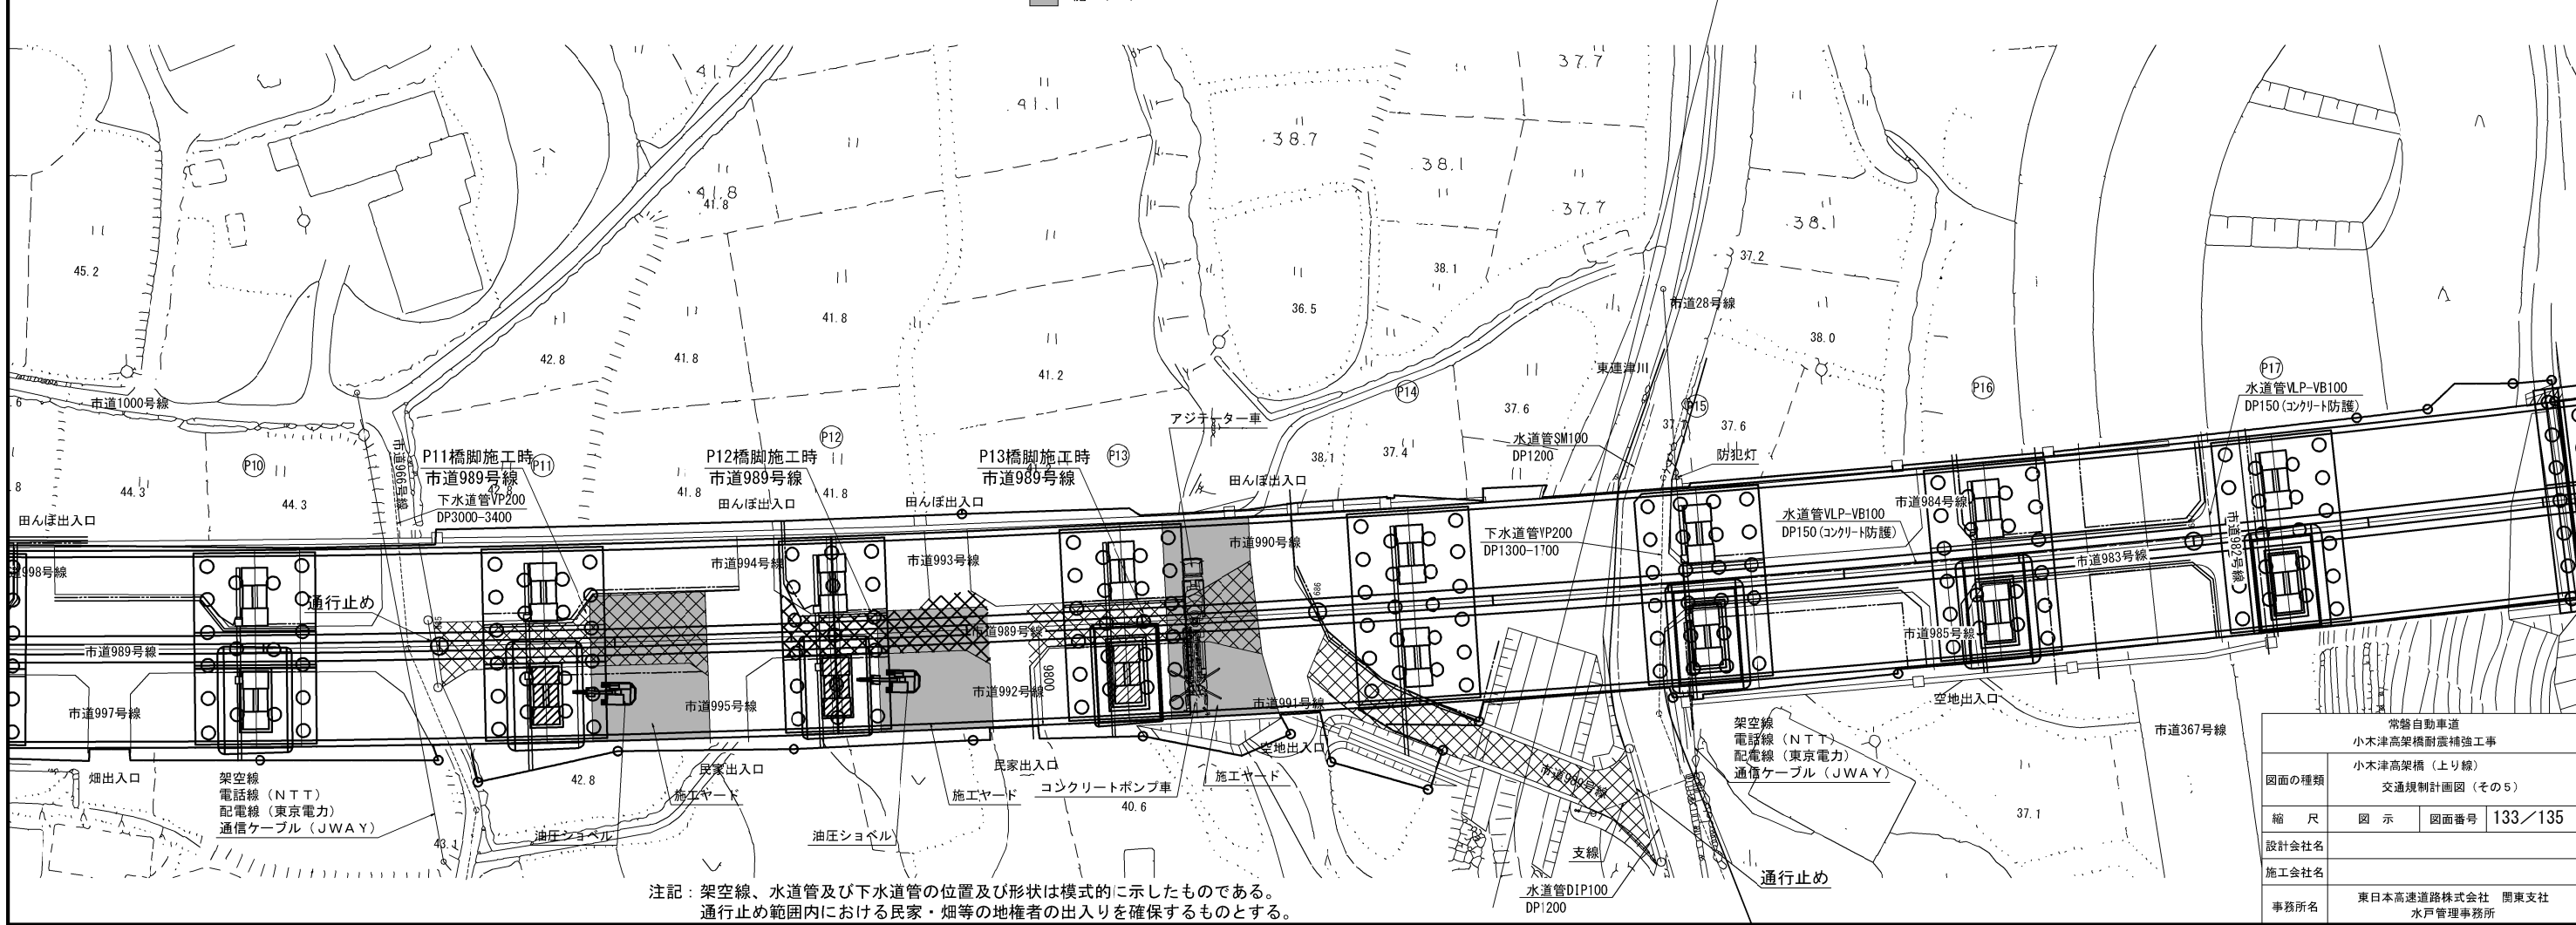 41.7
41.1
37.7
38.7
38.1
41.8
41.8
37.7
38.1
45.2
38.1
37.2
36.5
市道28号線
41.8
42.8
41.8
38.0
41.2
東連津川
P17
水道管VLP-VB100
DP150(コンクリート防護)
P14
P16
P15
市道1000号線
37.6
アジテーター車
37.6
P12
水道管SM100
DP1200
市道966号線
P11橋脚施工時
市道989号線
P11
P12橋脚施工時
市道989号線
P13橋脚施工時
市道989号線
P13
38.1
37.4
防犯灯
P10
44.3
44.3
42.8
下水道管VP200
DP3000-3400
41.8
41.8
田んぼ出入口
田んぼ出入口
田んぼ出入口
田んぼ出入口
市道984号線
水道管VLP-VB100
DP150(コンクリート防護)
下水道管VP200
DP1300-1700
市道990号線
市道982号線
市道983号線
市道994号線
市道993号線
市道998号線
通行止め
市道989号線
市道989号線
市道985号線
9800
市道992号線
市道995号線
市道991号線
市道997号線
空地出入口
市道367号線
畑出入口
架空線
電話線(NTT)
配電線(東京電力)
通信ケーブル(JWAY)
42.8
民家出入口
施工ヤード
民家出入口
施工ヤード
コンクリートポンプ車
40.6
施工ヤード
空地出入口
市道989号線
架空線
電話線(NTT)
配電線(東京電力)
通信ケーブル(JWAY)
37.1
43.1
油圧ショベル
油圧ショベル
支線
水道管DIP100
DP1200
通行止め
注記:架空線、水道管及び下水道管の位置及び形状は模式的に示したものである。
通行止め範囲内における民家・畑等の地権者の出入りを確保するものとする。
常磐自動車道
小木津高架橋耐震補強工事
図面の種類
小木津高架橋(上り線)
交通規制計画図(その5)
縮 尺 図 示 図面番号 133/135
設計会社名
施工会社名
事務所名
東日本高速道路株式会社 関東支社
水戸管理事務所